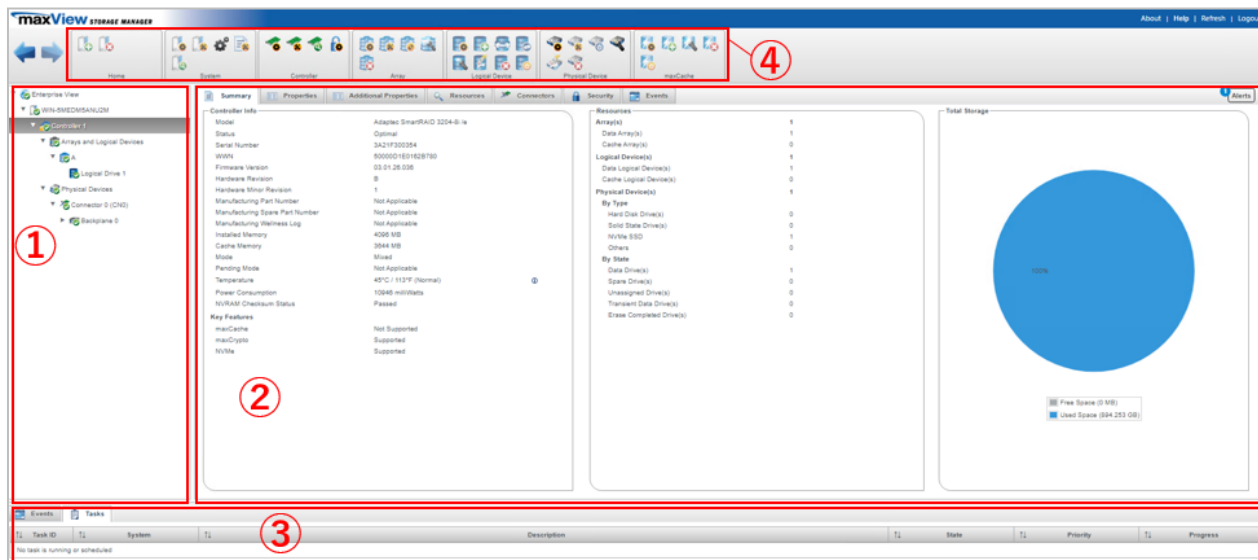 maxView STORAGE MANAGER
About | Help | Refresh | Logout
Home System Controller Array Logical Device Physical Device maxCache
④
Enterprise View
WIN-5MEDM5ANU2M
Controller 1
Arrays and Logical Devices
A
Logical Drive 1
Physical Devices
Connector 0 (CN0)
Backplane 0
①
Summary Properties Additional Properties Resources Connectors Security Events
Alerts
Controller Info
Model Adaptec SmartRAID 3204-8i /e
Status Optimal
Serial Number 3A21F300354
WWN 50000D1E0162B780
Firmware Version 03.01.26.036
Hardware Revision B
Hardware Minor Revision 1
Manufacturing Part Number Not Applicable
Manufacturing Spare Part Number Not Applicable
Manufacturing Wellness Log Not Applicable
Installed Memory 4096 MB
Cache Memory 3644 MB
Mode Mixed
Pending Mode Not Applicable
Temperature 45°C / 113°F (Normal)
Power Consumption 10946 milliWatts
NVRAM Checksum Status Passed
Key Features
maxCache Not Supported
maxCrypto Supported
NVMe Supported
②
Resources
Array(s) 1
Data Array(s) 1
Cache Array(s) 0
Logical Device(s) 1
Data Logical Device(s) 1
Cache Logical Device(s) 0
Physical Device(s) 1
By Type
Hard Disk Drive(s) 0
Solid State Drive(s) 0
NVMe SSD 1
Others 0
By State
Data Drive(s) 1
Spare Drive(s) 0
Unassigned Drive(s) 0
Transient Data Drive(s) 0
Erase Completed Drive(s) 0
Total Storage
100%
Free Space (0 MB)
Used Space (894.253 GB)
Events Tasks
③
Task ID System Description State Priority Progress
No task is running or scheduled